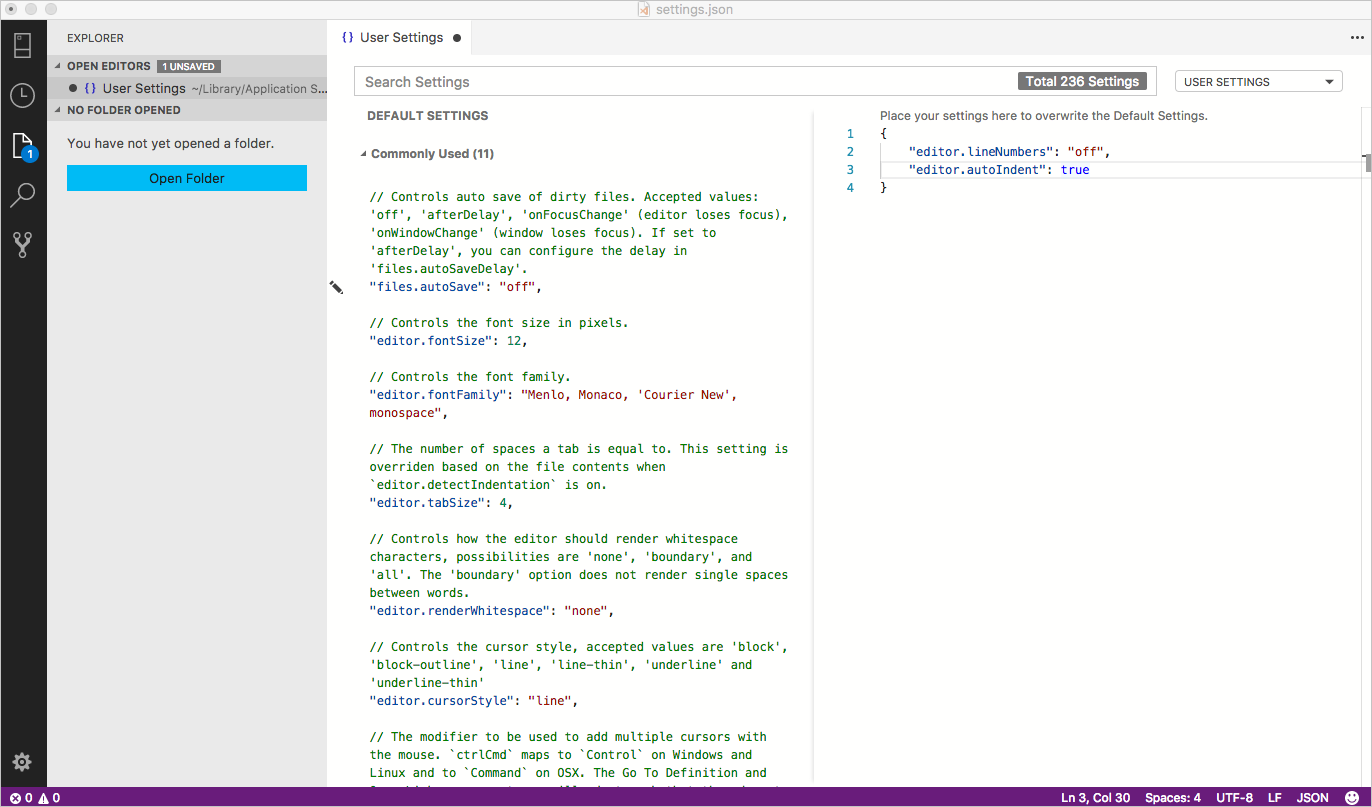 settings.json
EXPLORER
OPEN EDITORS 1 UNSAVED
{} User Settings ~/Library/Application S...
NO FOLDER OPENED
You have not yet opened a folder.
Open Folder
1
{} User Settings
Search Settings Total 236 Settings
USER SETTINGS
DEFAULT SETTINGS
Commonly Used (11)
// Controls auto save of dirty files. Accepted values:
'off', 'afterDelay', 'onFocusChange' (editor loses focus),
'onWindowChange' (window loses focus). If set to
'afterDelay', you can configure the delay in
'files.autoSaveDelay'.
"files.autoSave": "off",
// Controls the font size in pixels.
"editor.fontSize": 12,
// Controls the font family.
"editor.fontFamily": "Menlo, Monaco, 'Courier New',
monospace",
// The number of spaces a tab is equal to. This setting is
overriden based on the file contents when
`editor.detectIndentation` is on.
"editor.tabSize": 4,
// Controls how the editor should render whitespace
characters, possibilities are 'none', 'boundary', and
'all'. The 'boundary' option does not render single spaces
between words.
"editor.renderWhitespace": "none",
// Controls the cursor style, accepted values are 'block',
'block-outline', 'line', 'line-thin', 'underline' and
'underline-thin'
"editor.cursorStyle": "line",
// The modifier to be used to add multiple cursors with
the mouse. `ctrlCmd` maps to `Control` on Windows and
Linux and to `Command` on OSX. The Go To Definition and
Place your settings here to overwrite the Default Settings.
1 {
2 "editor.lineNumbers": "off",
3 "editor.autoIndent": true
4 }
0 0
Ln 3, Col 30 Spaces: 4 UTF-8 LF JSON